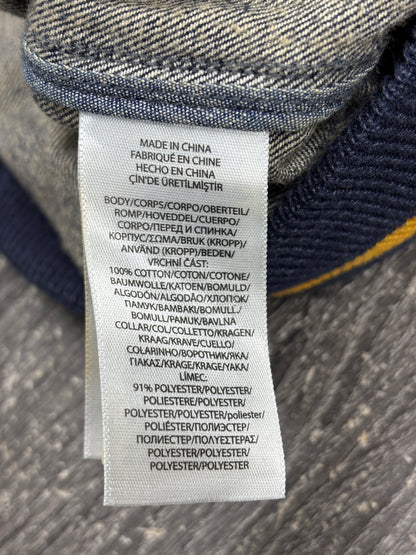 MADE IN CHINA
FABRIQUÉ EN CHINE
HECHO EN CHINA
ÇİN'DE ÜRETİLMİŞTİR
BODY/CORPS/CORPO/OBERTEIL/
ROMP/HOVEDDEL/CUERPO/
CORPO/ПЕРЕД И СПИНКА/
КОРПУС/ΣΩΜΑ/BRUK (KROPP)/
ANVÄND (KROPP)/BEDEN/
VRCHNÍ ČÁST:
100% COTTON/COTON/COTONE/
BAUMWOLLE/KATOEN/BOMULD/
ALGODÓN/ALGODÃO/ХЛОПОК/
ПАМУК/ΒΑΜΒΑΚΙ/BOMULL/
BOMULL/PAMUK/BAVLNA
COLLAR/COL/COLLETTO/KRAGEN/
KRAAG/KRAVE/CUELLO/
COLARINHO/ВОРОТНИК/ЯКА/
ΓΙΑΚΑΣ/KRAGE/KRAGE/YAKA
LÍMEC:
91% POLYESTER/POLYESTER/
POLIESTERE/POLYESTER/
POLYESTER/POLYESTER/poliester/
POLIÉSTER/ПОЛИЭСТЕР/
ПОЛИЕСТЕР/ΠΟΛΥΕΣΤΕΡΑΣ/
POLYESTER/POLYESTER/
POLYESTER/POLYESTER